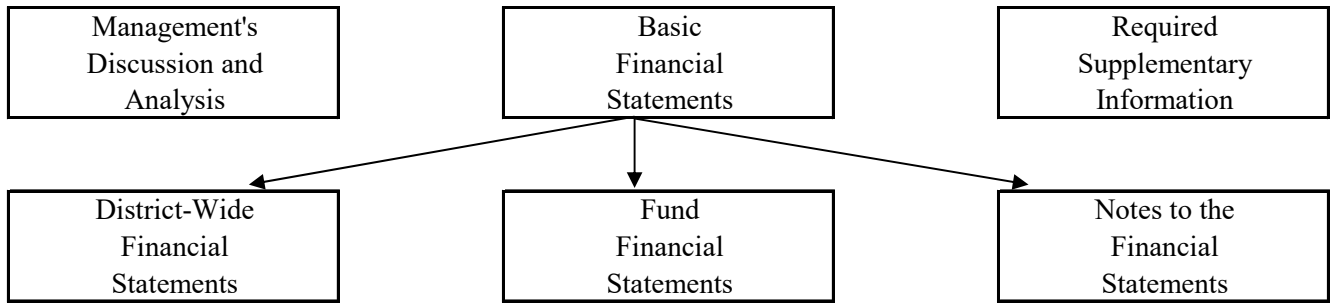 Management's
Discussion and
Analysis
Basic
Financial
Statements
Required
Supplementary
Information
District-Wide
Financial
Statements
Fund
Financial
Statements
Notes to the
Financial
Statements